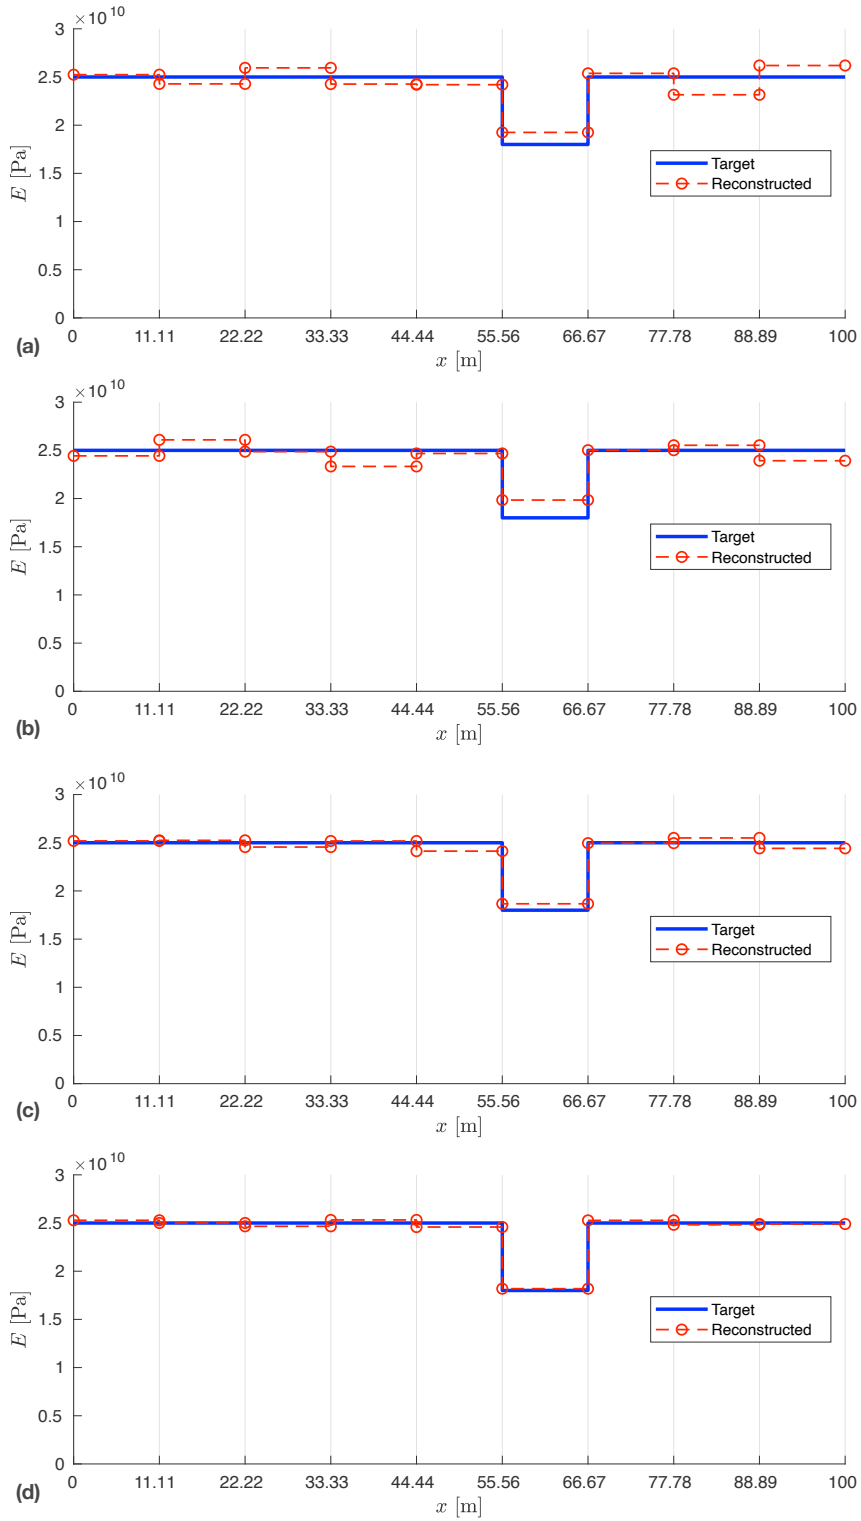 ×10 10
3
2.5
2
1.5
1
0.5
0
E [Pa]
Target
Reconstructed
0 11.11 22.22 33.33 44.44 55.56 66.67 77.78 88.89 100
(a)
x [m]
×10 10
3
2.5
2
1.5
1
0.5
0
E [Pa]
Target
Reconstructed
0 11.11 22.22 33.33 44.44 55.56 66.67 77.78 88.89 100
(b)
x [m]
×10 10
3
2.5
2
1.5
1
0.5
0
E [Pa]
Target
Reconstructed
0 11.11 22.22 33.33 44.44 55.56 66.67 77.78 88.89 100
(c)
x [m]
×10 10
3
2.5
2
1.5
1
0.5
0
E [Pa]
Target
Reconstructed
0 11.11 22.22 33.33 44.44 55.56 66.67 77.78 88.89 100
(d)
x [m]